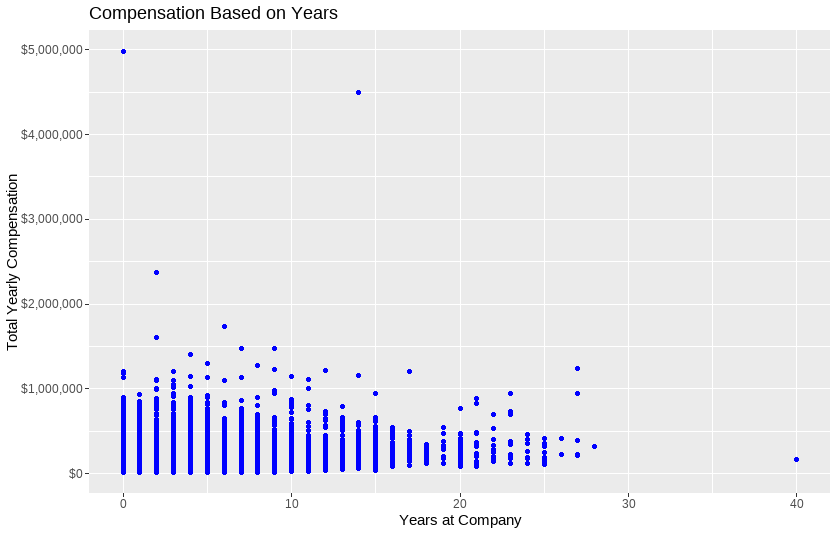 Compensation Based on Years
Total Yearly Compensation
$5,000,000
$4,000,000
$3,000,000
$2,000,000
$1,000,000
$0
0 10 20 30 40
Years at Company